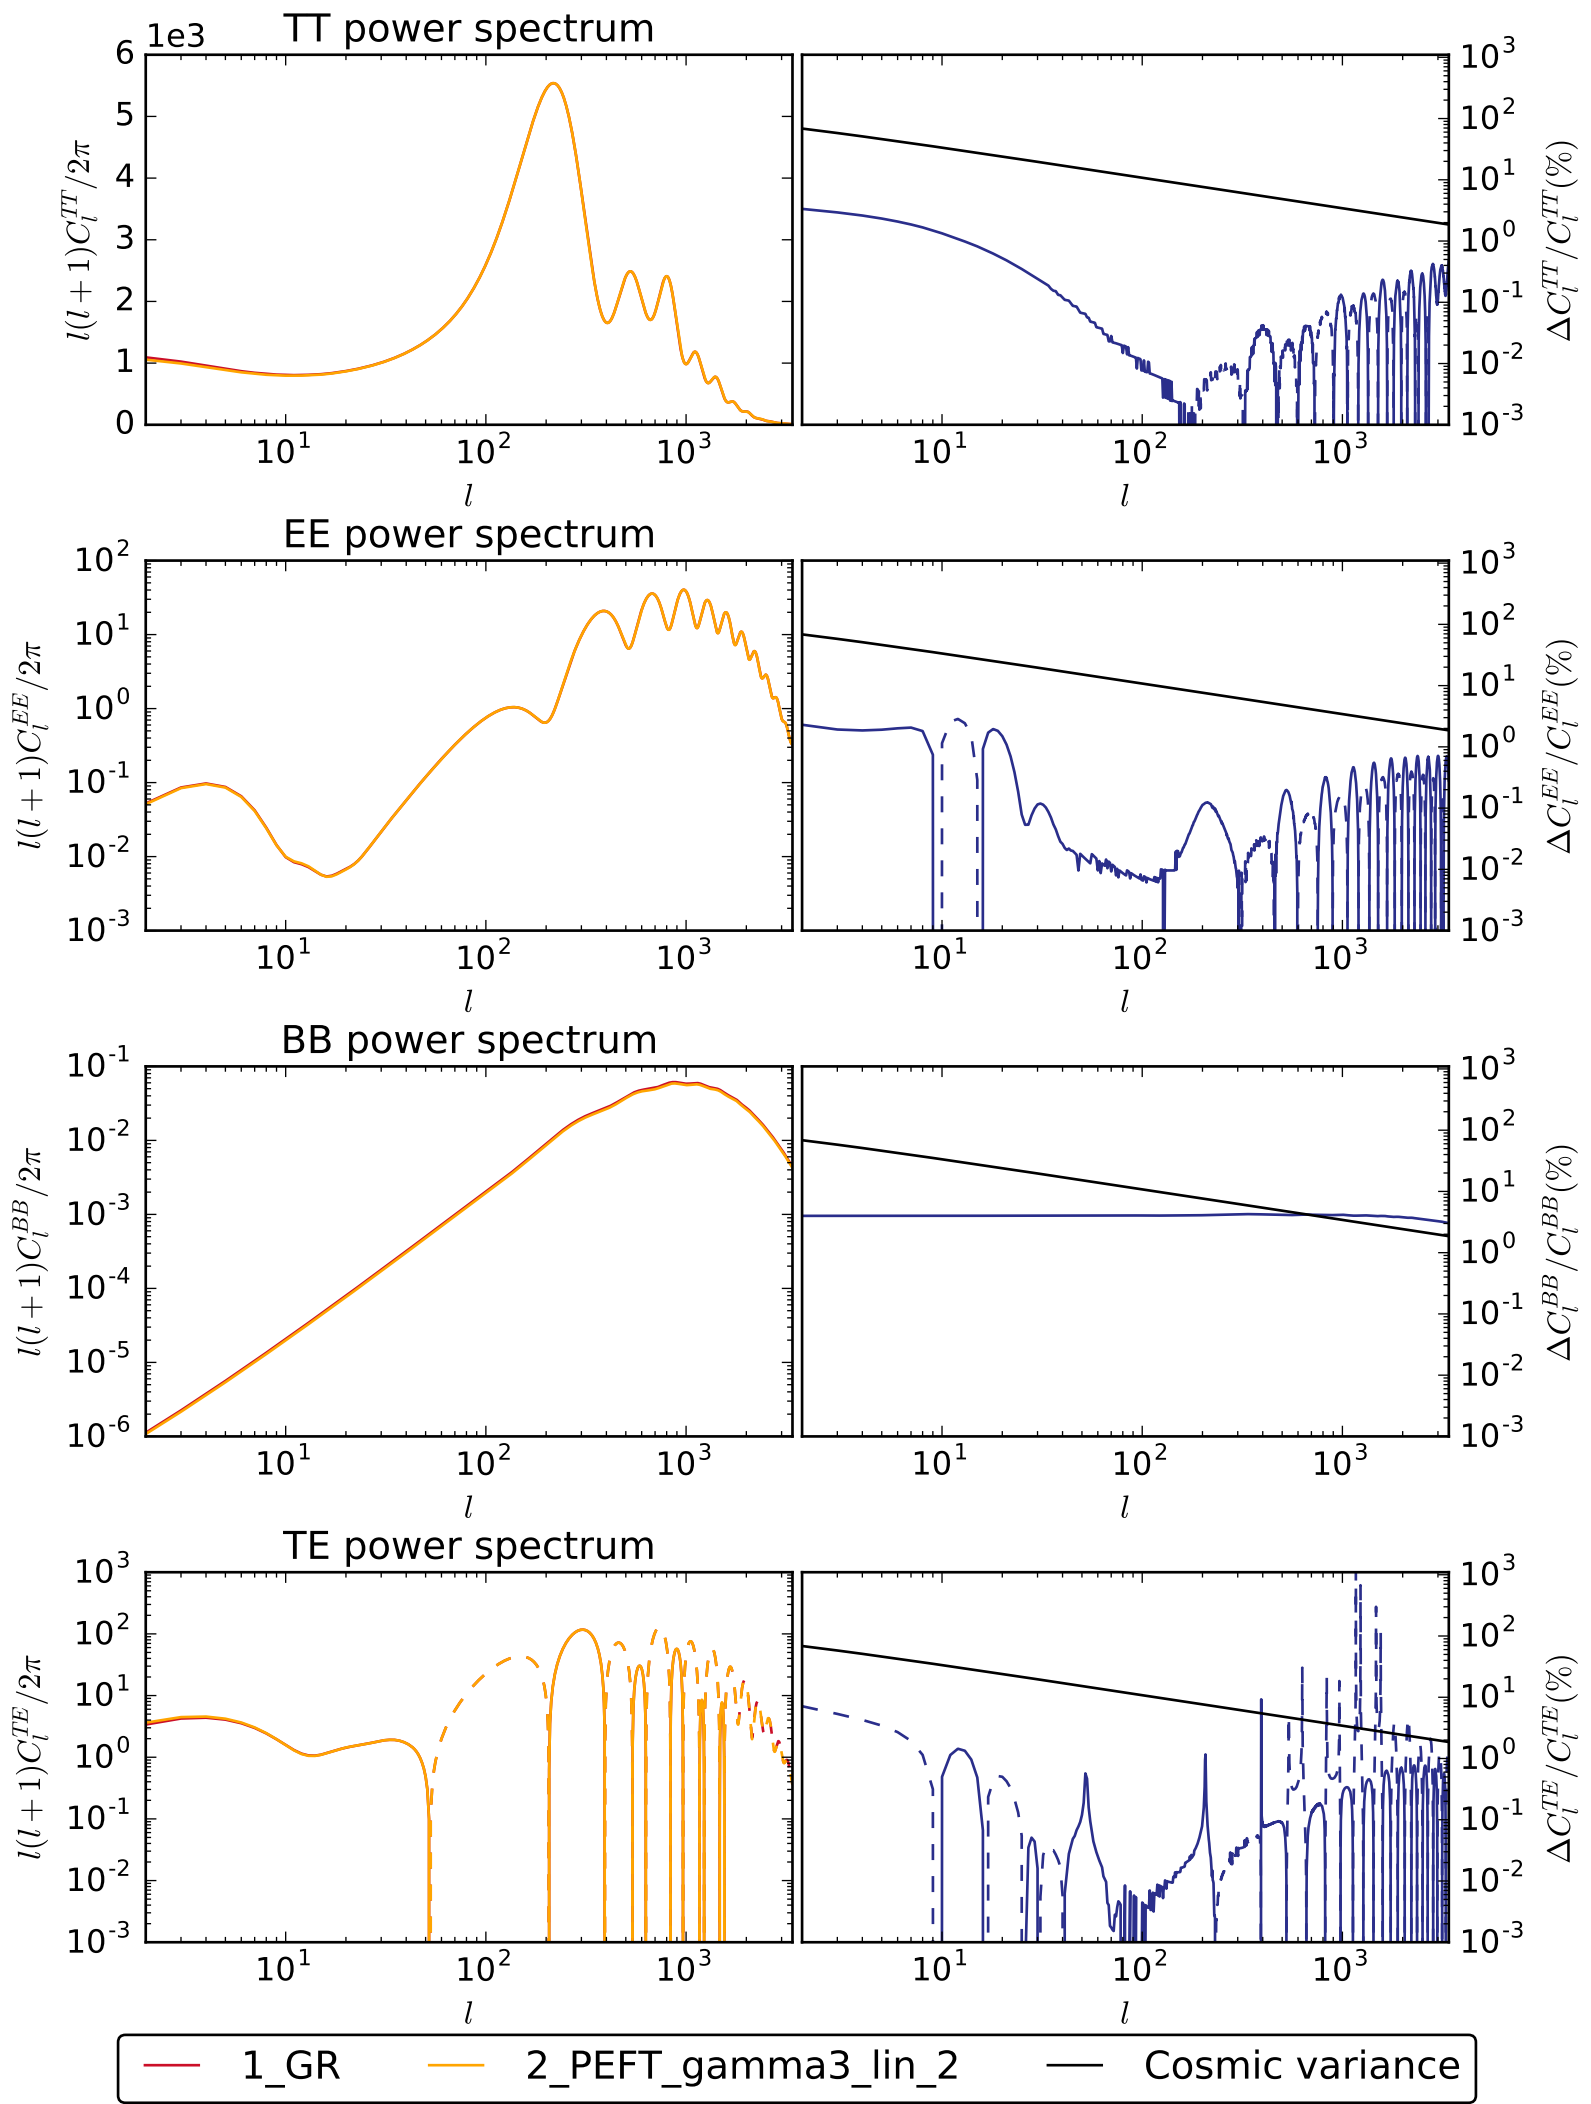 TT power spectrum
1e3
6
5
4
3
2
1
0
l(l+1)C_l^{TT}/2π
10^1 10^2 10^3
l
10^3
10^2
10^1
10^0
10^-1
10^-2
10^-3
ΔC_l^{TT}/C_l^{TT}(%)
10^1 10^2 10^3
l
EE power spectrum
10^2
10^1
10^0
10^-1
10^-2
10^-3
l(l+1)C_l^{EE}/2π
10^1 10^2 10^3
l
10^3
10^2
10^1
10^0
10^-1
10^-2
10^-3
ΔC_l^{EE}/C_l^{EE}(%)
10^1 10^2 10^3
l
BB power spectrum
10^-1
10^-2
10^-3
10^-4
10^-5
10^-6
l(l+1)C_l^{BB}/2π
10^1 10^2 10^3
l
10^3
10^2
10^1
10^0
10^-1
10^-2
10^-3
ΔC_l^{BB}/C_l^{BB}(%)
10^1 10^2 10^3
l
TE power spectrum
10^3
10^2
10^1
10^0
10^-1
10^-2
10^-3
l(l+1)C_l^{TE}/2π
10^1 10^2 10^3
l
10^3
10^2
10^1
10^0
10^-1
10^-2
10^-3
ΔC_l^{TE}/C_l^{TE}(%)
10^1 10^2 10^3
l
1_GR 2_PEFT_gamma3_lin_2 Cosmic variance